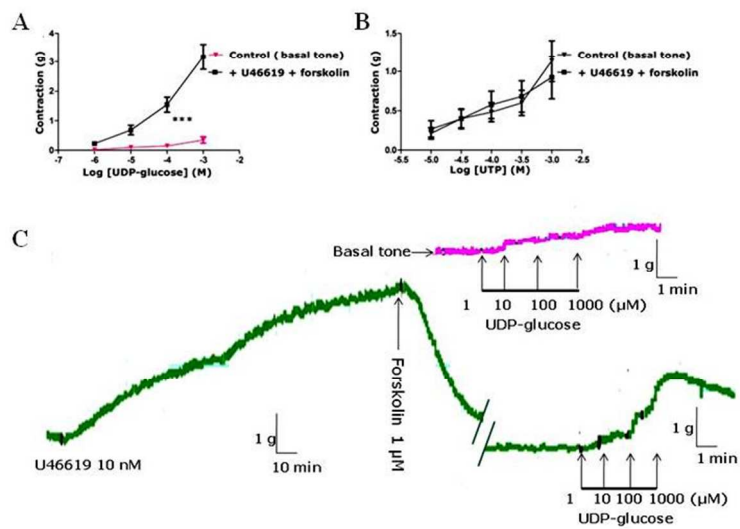 A
Contraction (g)
4
3
2
1
0
-7
-6
-5
-4
-3
-2
Log [UDP-glucose] (M)
***
Control (basal tone)
+ U46619 + forskolin
B
Contraction (g)
1.5
1.0
0.5
0.0
-5.5
-5.0
-4.5
-4.0
-3.5
-3.0
-2.5
Log [UTP] (M)
Control (basal tone)
+ U46619 + forskolin
C
Basal tone
1 g
1 min
1 10 100 1000 (µM)
UDP-glucose
Forskolin 1 µM
U46619 10 nM
1 g
10 min
1 g
1 min
1 10 100 1000 (µM)
UDP-glucose